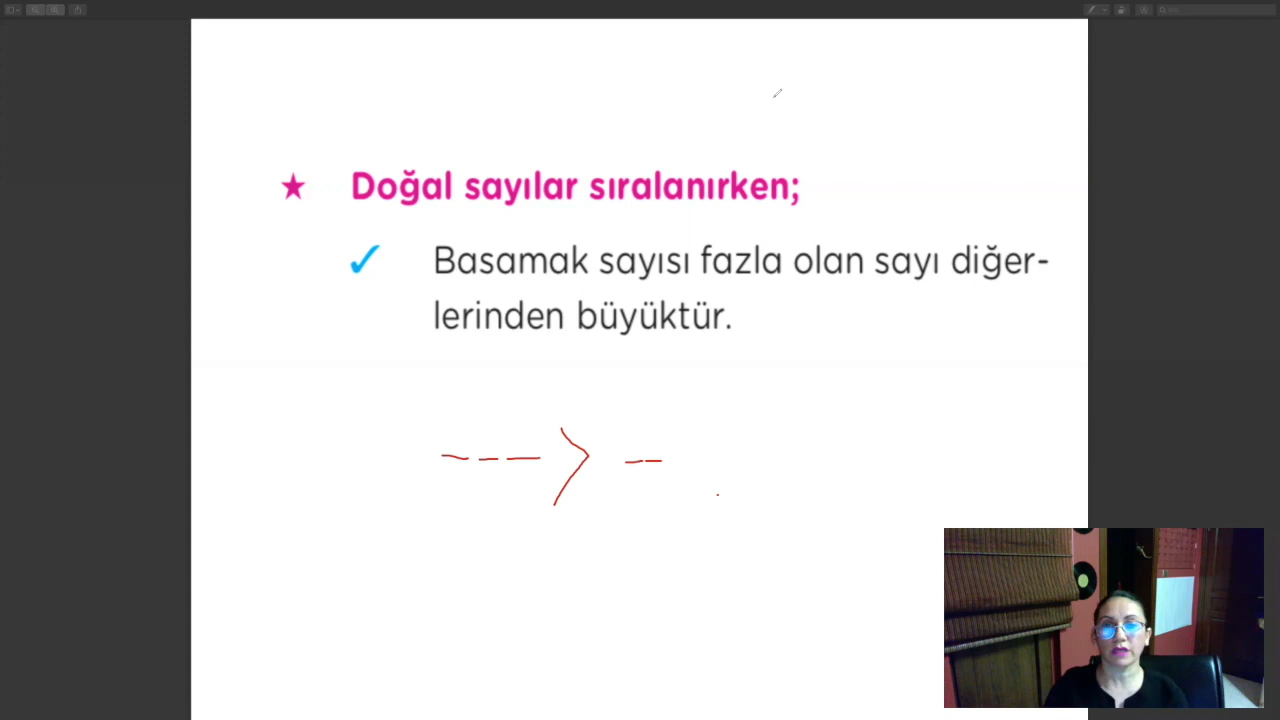 Doğal sayılar sıralanırken;
Basamak sayısı fazla olan sayı diğer-
lerinden büyüktür.
--- > --